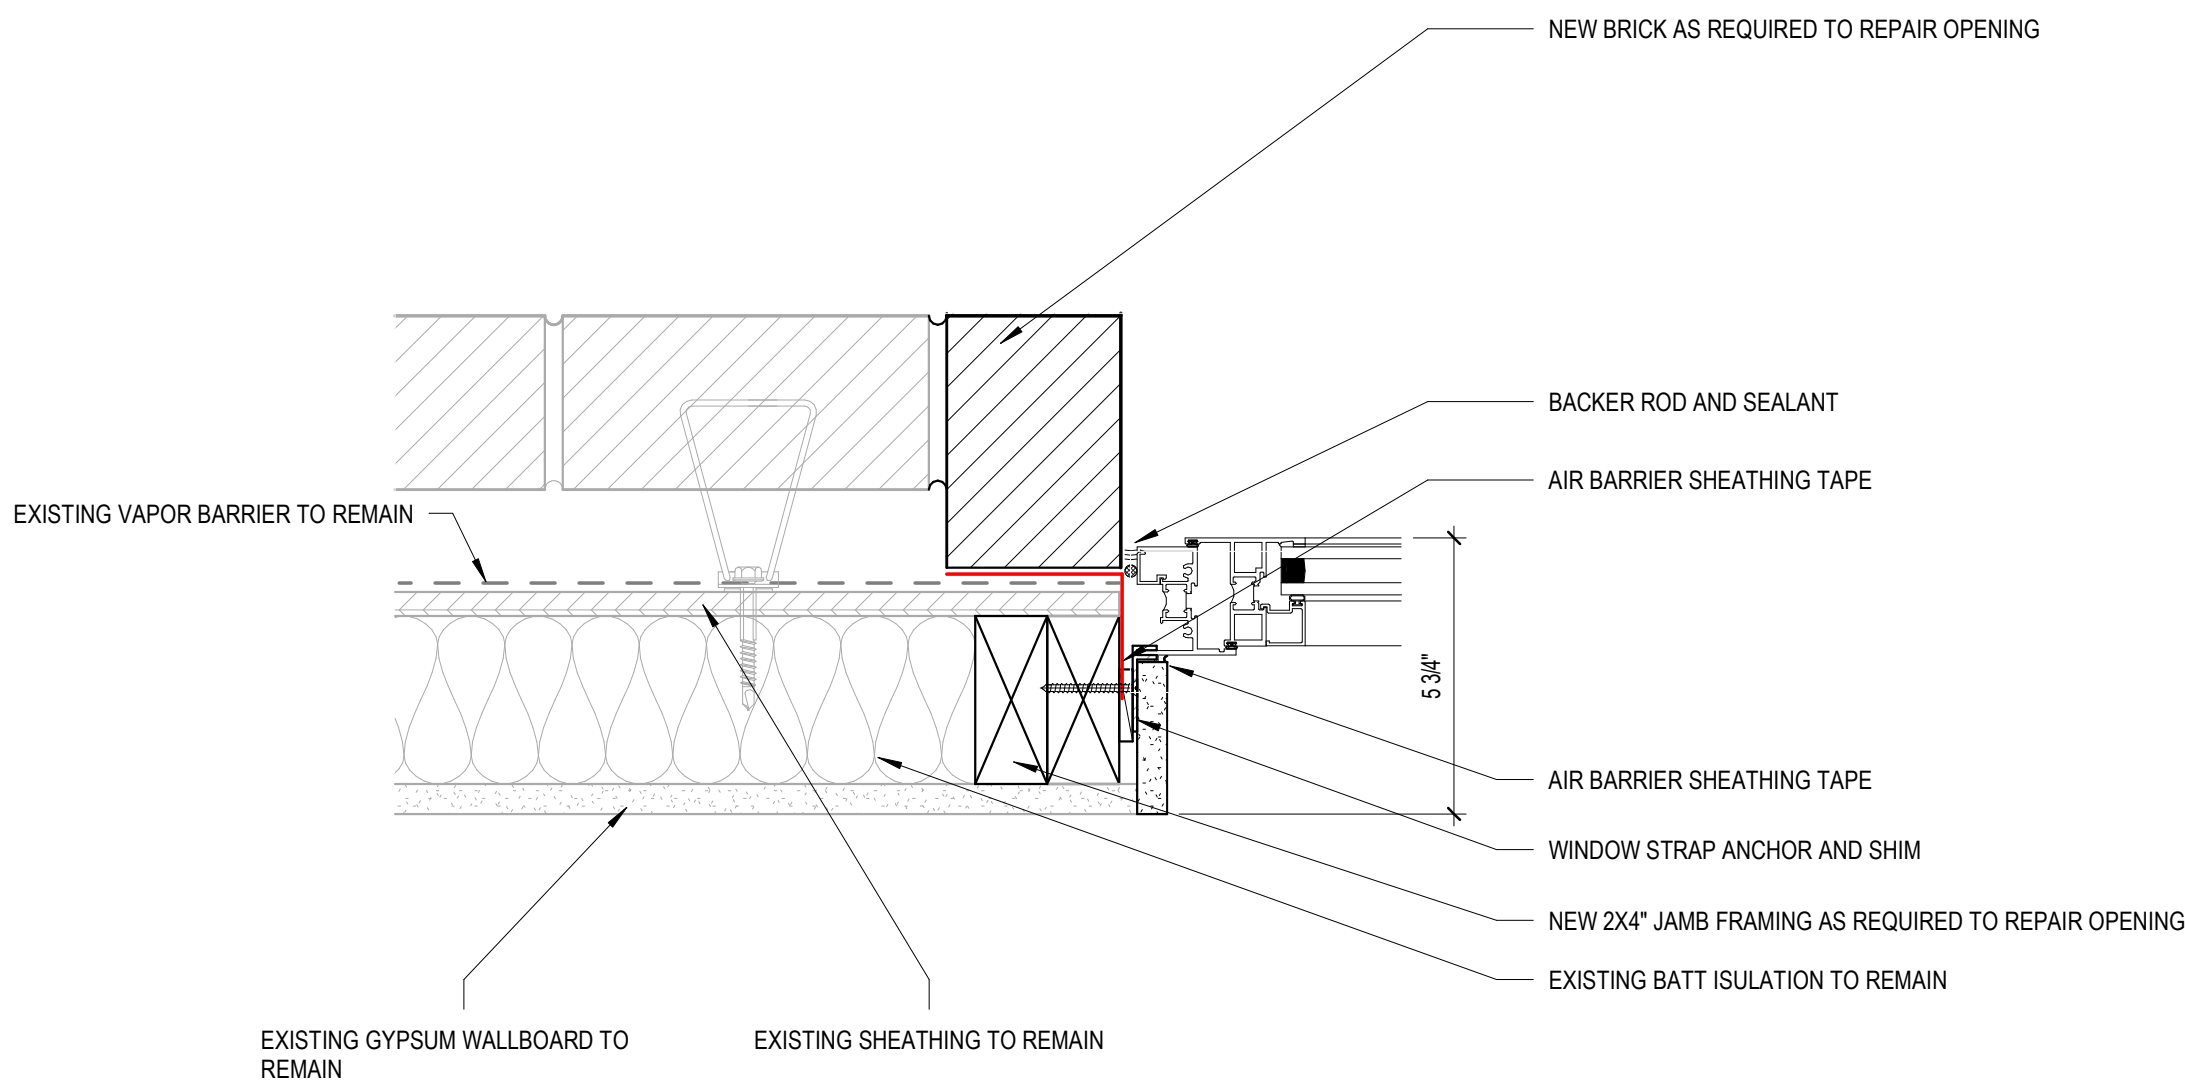 NEW BRICK AS REQUIRED TO REPAIR OPENING
BACKER ROD AND SEALANT
AIR BARRIER SHEATHING TAPE
EXISTING VAPOR BARRIER TO REMAIN
5 3/4"
AIR BARRIER SHEATHING TAPE
WINDOW STRAP ANCHOR AND SHIM
NEW 2X4" JAMB FRAMING AS REQUIRED TO REPAIR OPENING
EXISTING BATT ISULATION TO REMAIN
EXISTING GYPSUM WALLBOARD TO
REMAIN
EXISTING SHEATHING TO REMAIN